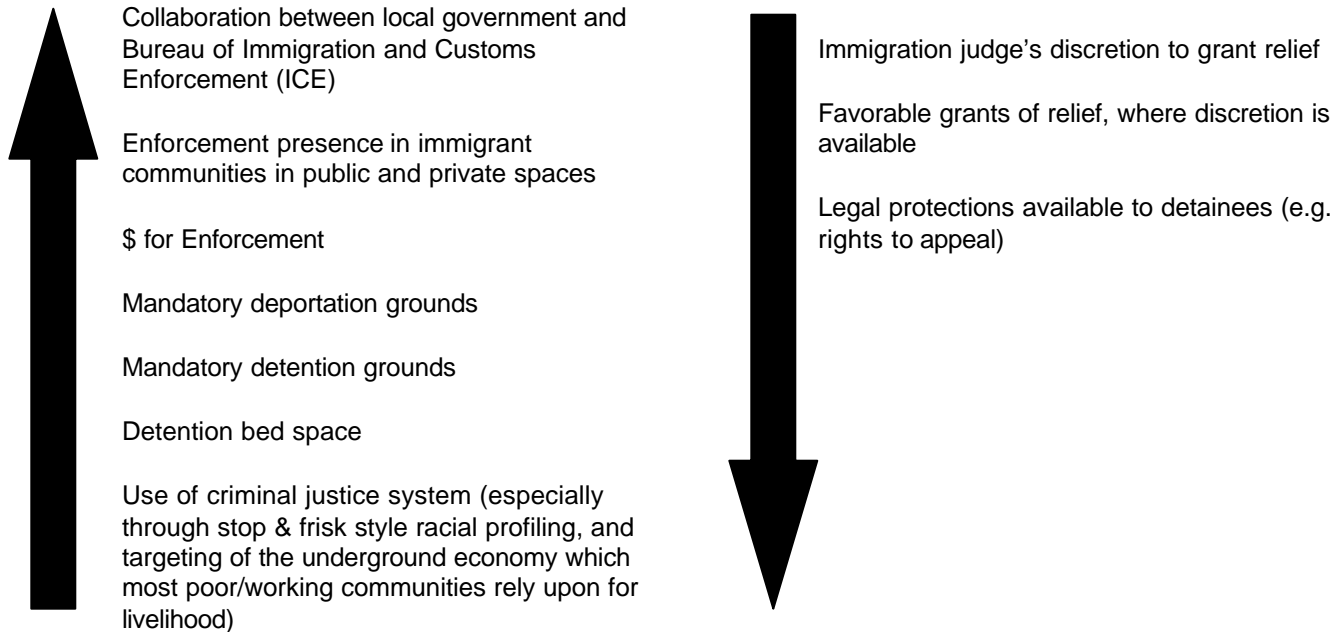 Collaboration between local government and
Bureau of Immigration and Customs
Enforcement (ICE)
Enforcement presence in immigrant
communities in public and private spaces
$ for Enforcement
Mandatory deportation grounds
Mandatory detention grounds
Detention bed space
Use of criminal justice system (especially
through stop & frisk style racial profiling, and
targeting of the underground economy which
most poor/working communities rely upon for
livelihood)
Immigration judge's discretion to grant relief
Favorable grants of relief, where discretion is
available
Legal protections available to detainees (e.g.
rights to appeal)